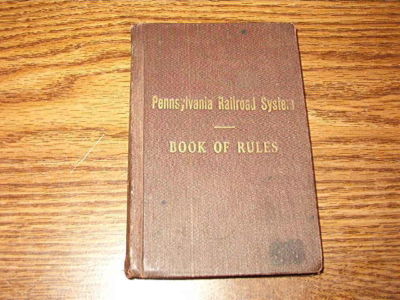 Pennsylvania Railroad System
BOOK OF RULES